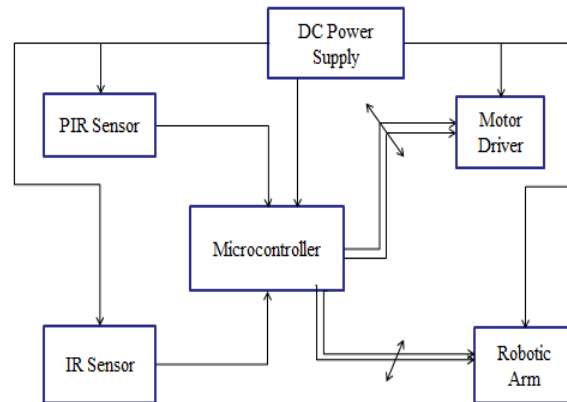 DC Power
Supply
PIR Sensor
Motor
Driver
Microcontroller
IR Sensor
Robotic
Arm